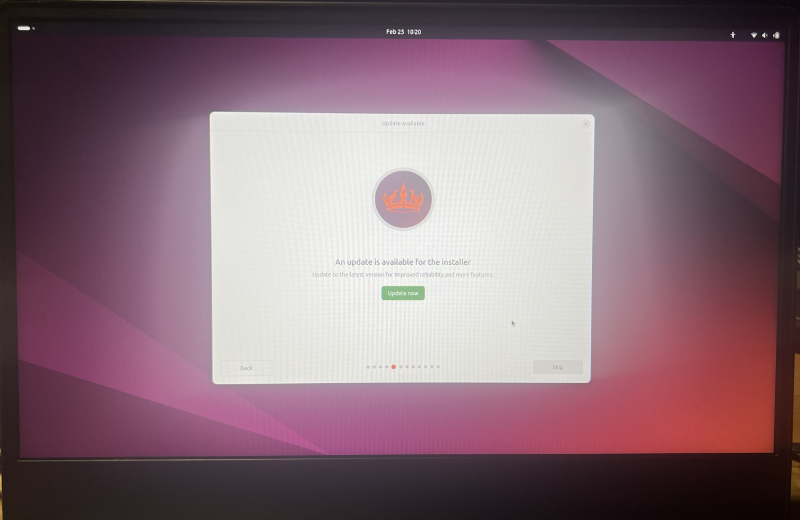 Feb 25 18:20
Update available
An update is available for the installer
Update to the latest version for improved reliability and more features.
Update now
Back
Skip